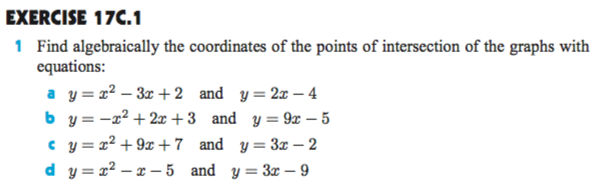 EXERCISE 17C.1
1 Find algebraically the coordinates of the points of intersection of the graphs with
equations:
a y = x² – 3x + 2 and y = 2x – 4
b y = –x² + 2x + 3 and y = 9x – 5
c y = x² + 9x + 7 and y = 3x – 2
d y = x² – x – 5 and y = 3x – 9